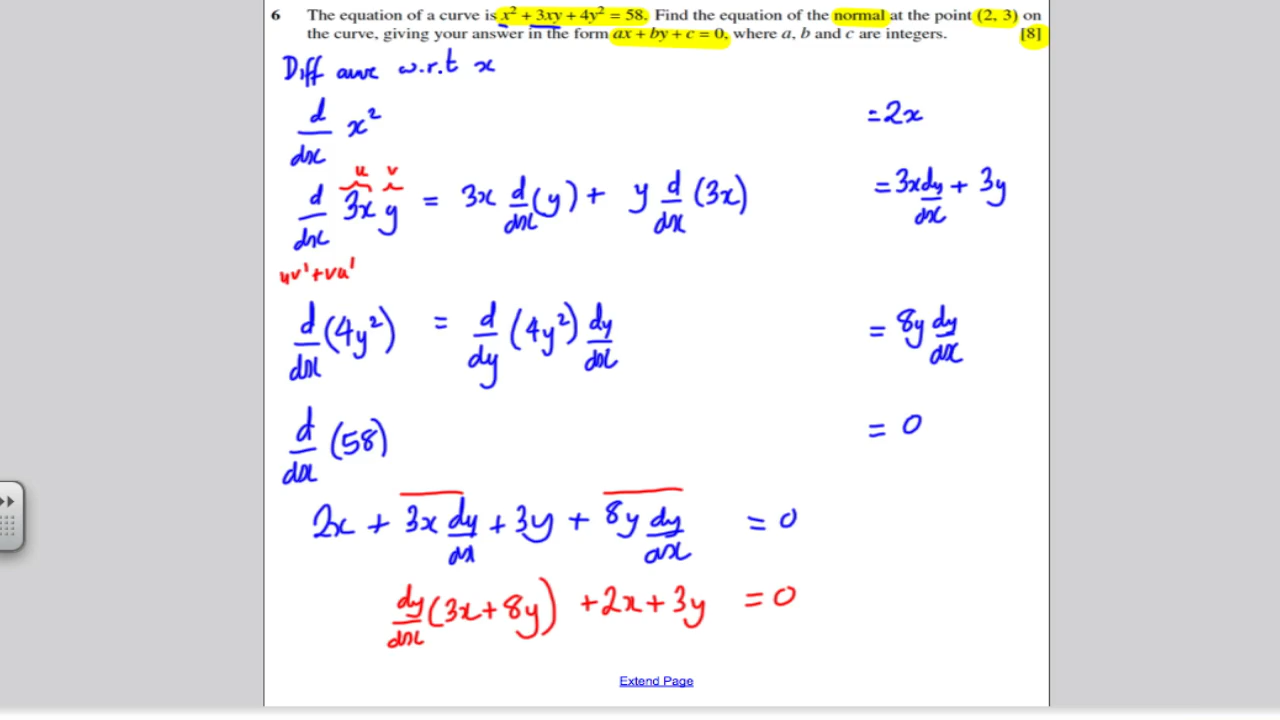 6 The equation of a curve is x² + 3xy + 4y² = 58. Find the equation of the normal at the point (2, 3) on
the curve, giving your answer in the form ax + by + c = 0, where a, b and c are integers. [8]
Diff curve w.r.t x
d/dx x² = 2x
u v
d/dx 3x y = 3x d/dx (y) + y d/dx (3x) = 3x dy/dx + 3y
uv' + vu'
d/dx (4y²) = d/dy (4y²) dy/dx = 8y dy/dx
d/dx (58) = 0
2x + 3x dy/dx + 3y + 8y dy/dx = 0
dy/dx (3x + 8y) + 2x + 3y = 0
Extend Page